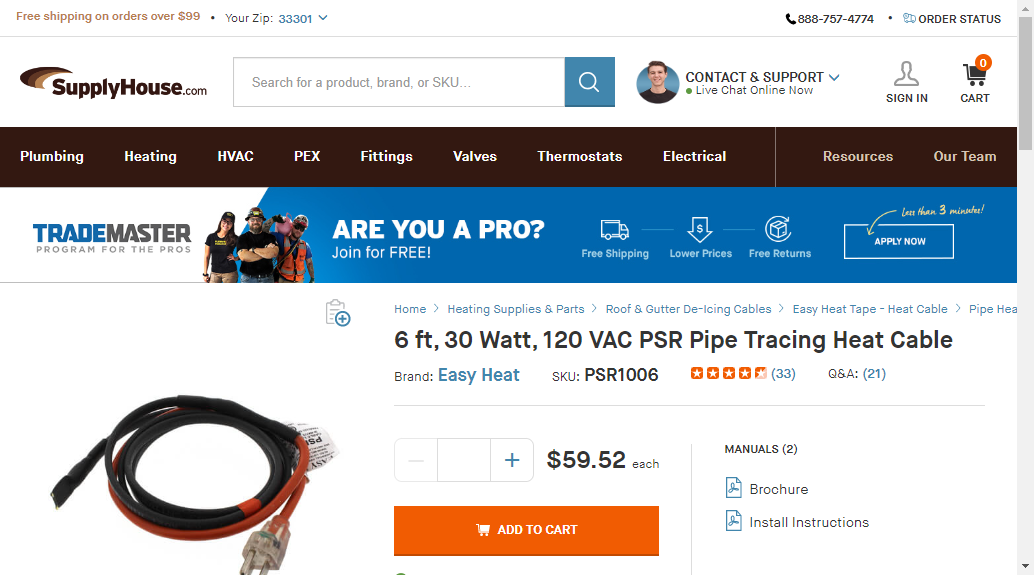 Free shipping on orders over $99 • Your Zip: 33301
888-757-4774 • ORDER STATUS
SupplyHouse.com
Search for a product, brand, or SKU...
CONTACT & SUPPORT
Live Chat Online Now
SIGN IN
0
CART
Plumbing Heating HVAC PEX Fittings Valves Thermostats Electrical Resources Our Team
TRADEMASTER
PROGRAM FOR THE PROS
ARE YOU A PRO?
Join for FREE!
Free Shipping
Lower Prices
Free Returns
Less than 3 minutes!
APPLY NOW
Home > Heating Supplies & Parts > Roof & Gutter De-Icing Cables > Easy Heat Tape - Heat Cable > Pipe Hea
6 ft, 30 Watt, 120 VAC PSR Pipe Tracing Heat Cable
Brand: Easy Heat SKU: PSR1006 (33) Q&A: (21)
$59.52 each
ADD TO CART
MANUALS (2)
Brochure
Install Instructions